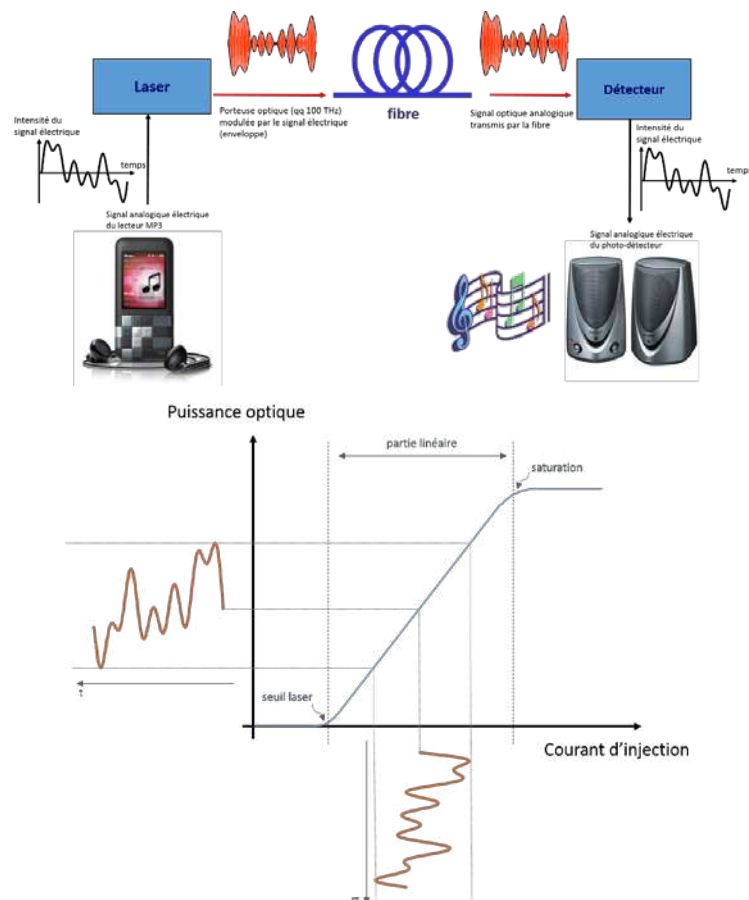 Laser
Porteuse optique (qq 100 THz)
modulée par le signal électrique
(enveloppe)
fibre
Signal optique analogique
transmis par la fibre
Détecteur
Intensité du
signal électrique
temps
Signal analogique électrique
du lecteur MP3
Intensité du
signal électrique
temps
Signal analogique électrique
du photo-détecteur
Puissance optique
partie linéaire
saturation
seuil laser
t
Courant d'injection